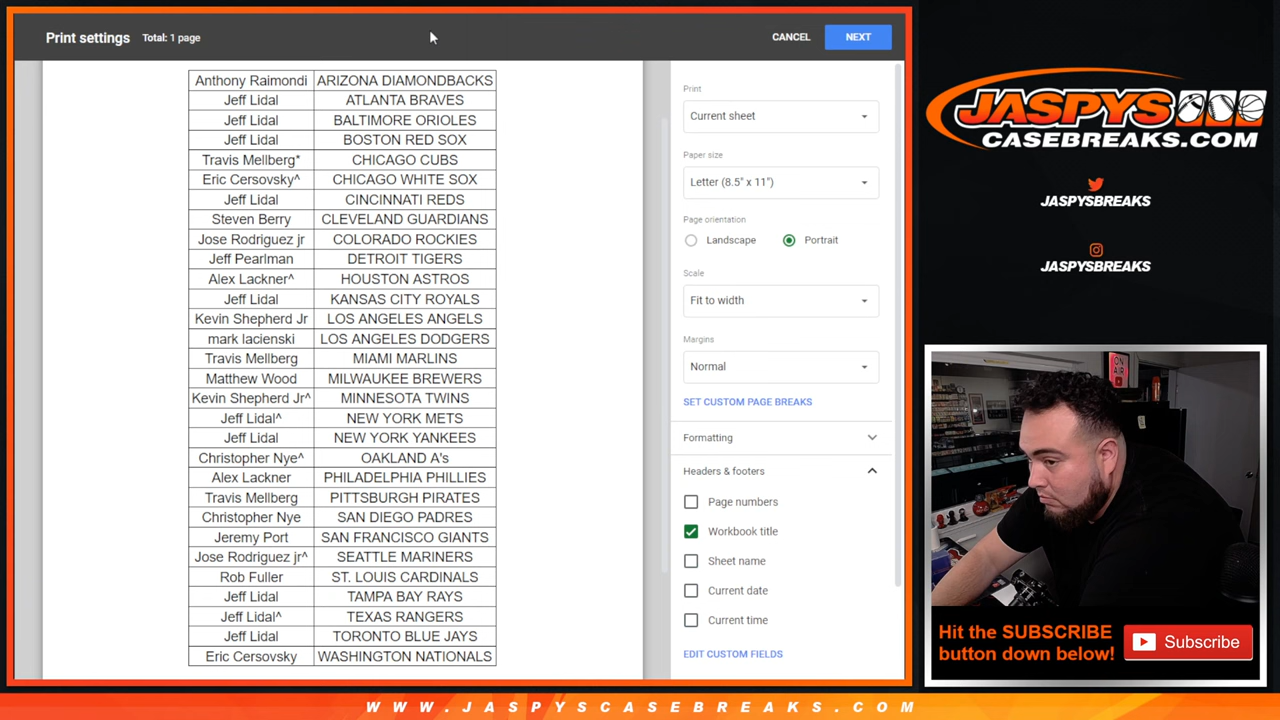 Print settings Total: 1 page CANCEL NEXT
Anthony Raimondi ARIZONA DIAMONDBACKS
Jeff Lidal ATLANTA BRAVES
Jeff Lidal BALTIMORE ORIOLES
Jeff Lidal BOSTON RED SOX
Travis Mellberg* CHICAGO CUBS
Eric Cersovsky^ CHICAGO WHITE SOX
Jeff Lidal CINCINNATI REDS
Steven Berry CLEVELAND GUARDIANS
Jose Rodriguez jr COLORADO ROCKIES
Jeff Pearlman DETROIT TIGERS
Alex Lackner^ HOUSTON ASTROS
Jeff Lidal KANSAS CITY ROYALS
Kevin Shepherd Jr LOS ANGELES ANGELS
mark lacienski LOS ANGELES DODGERS
Travis Mellberg MIAMI MARLINS
Matthew Wood MILWAUKEE BREWERS
Kevin Shepherd Jr^ MINNESOTA TWINS
Jeff Lidal^ NEW YORK METS
Jeff Lidal NEW YORK YANKEES
Christopher Nye^ OAKLAND A's
Alex Lackner PHILADELPHIA PHILLIES
Travis Mellberg PITTSBURGH PIRATES
Christopher Nye SAN DIEGO PADRES
Jeremy Port SAN FRANCISCO GIANTS
Jose Rodriguez jr^ SEATTLE MARINERS
Rob Fuller ST. LOUIS CARDINALS
Jeff Lidal TAMPA BAY RAYS
Jeff Lidal^ TEXAS RANGERS
Jeff Lidal TORONTO BLUE JAYS
Eric Cersovsky WASHINGTON NATIONALS
Print
Current sheet
Paper size
Letter (8.5" x 11")
Page orientation
Landscape Portrait
Scale
Fit to width
Margins
Normal
SET CUSTOM PAGE BREAKS
Formatting
Headers & footers
Page numbers
Workbook title
Sheet name
Current date
Current time
EDIT CUSTOM FIELDS
JASPYS
CASEBREAKS.COM
JASPYSBREAKS
JASPYSBREAKS
ON
AIR
Hit the SUBSCRIBE
button down below!
Subscribe
WWW.JASPYSCASEBREAKS.COM